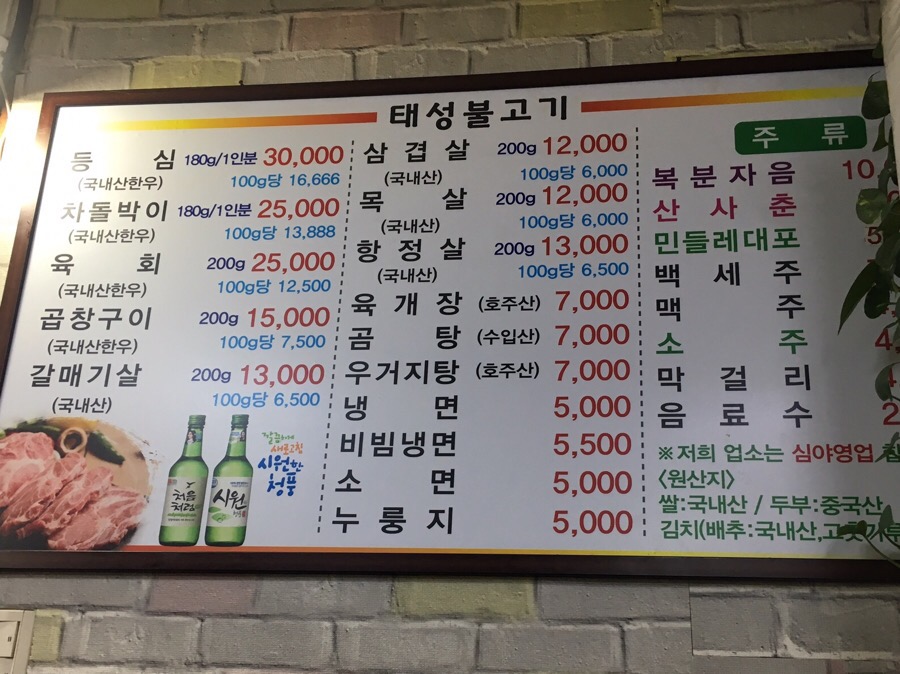 태성불고기
등심 180g/1인분 30,000
(국내산한우) 100g당 16,666
차돌박이 180g/1인분 25,000
(국내산한우) 100g당 13,888
육회 200g 25,000
(국내산한우) 100g당 12,500
곱창구이 200g 15,000
(국내산한우) 100g당 7,500
갈매기살 200g 13,000
(국내산) 100g당 6,500
처음처럼
시원
시원한
청풍
삼겹살 200g 12,000
(국내산) 100g당 6,000
목살 200g 12,000
(국내산) 100g당 6,000
항정살 200g 13,000
(국내산) 100g당 6,500
육개장 (호주산) 7,000
곰탕 (수입산) 7,000
우거지탕 (호주산) 7,000
냉면 5,000
비빔냉면 5,500
소면 5,000
누룽지 5,000
주류
복분자음 10
산사춘
민들레대포 5
백세주
맥주
소주 4,
막걸리 4
음료수 2
※저희 업소는 심야영업
<원산지>
쌀:국내산 / 두부:중국산
김치(배추:국내산,고춧가루